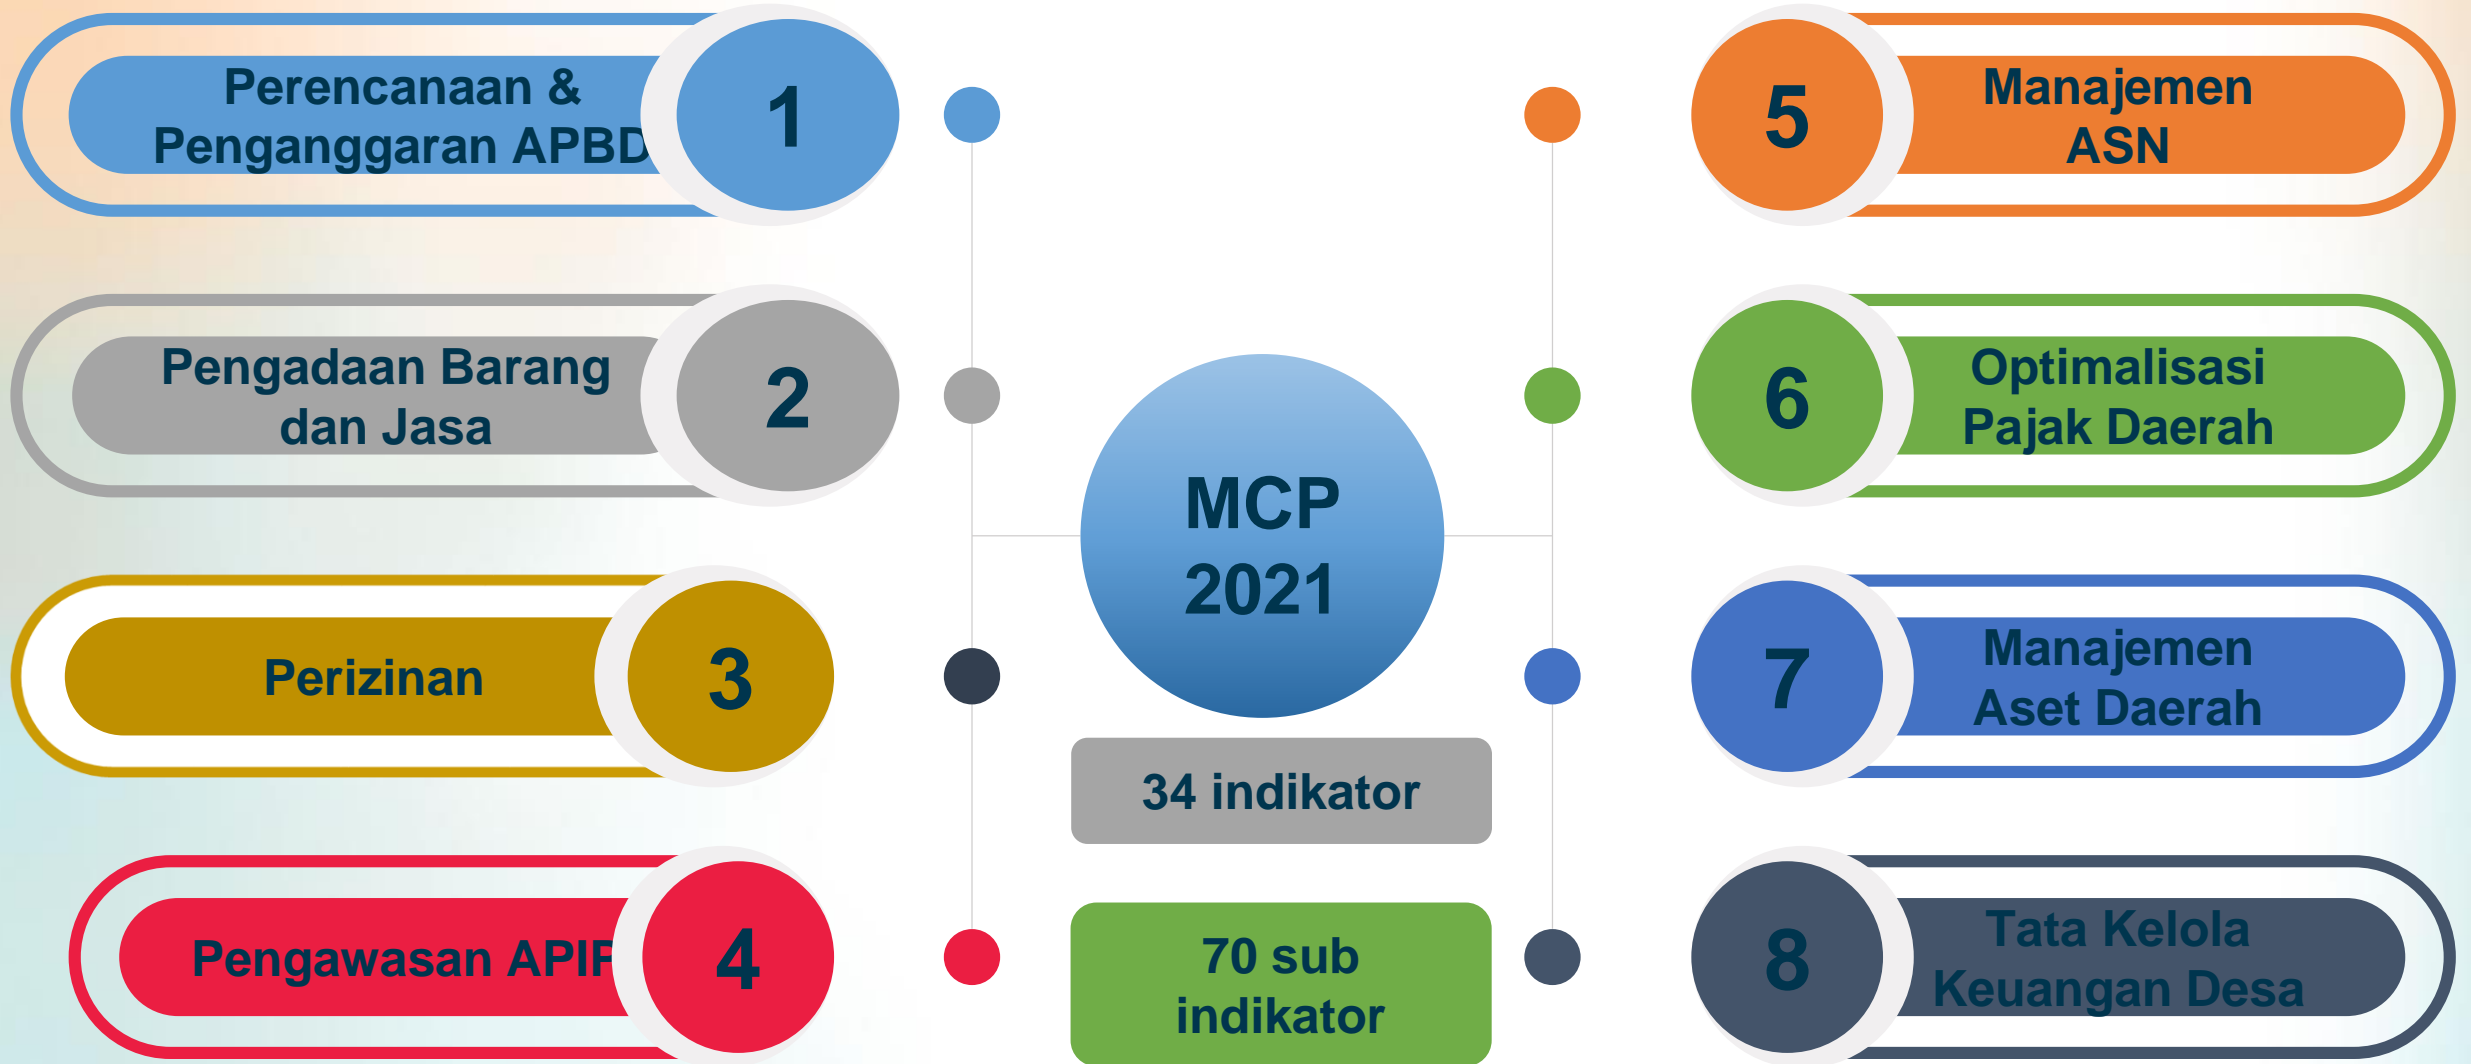 Perencanaan &
Penganggaran APBD
1
Pengadaan Barang
dan Jasa
2
Perizinan
3
Pengawasan APIP
4
MCP
2021
34 indikator
70 sub
indikator
5
Manajemen
ASN
6
Optimalisasi
Pajak Daerah
7
Manajemen
Aset Daerah
8
Tata Kelola
Keuangan Desa